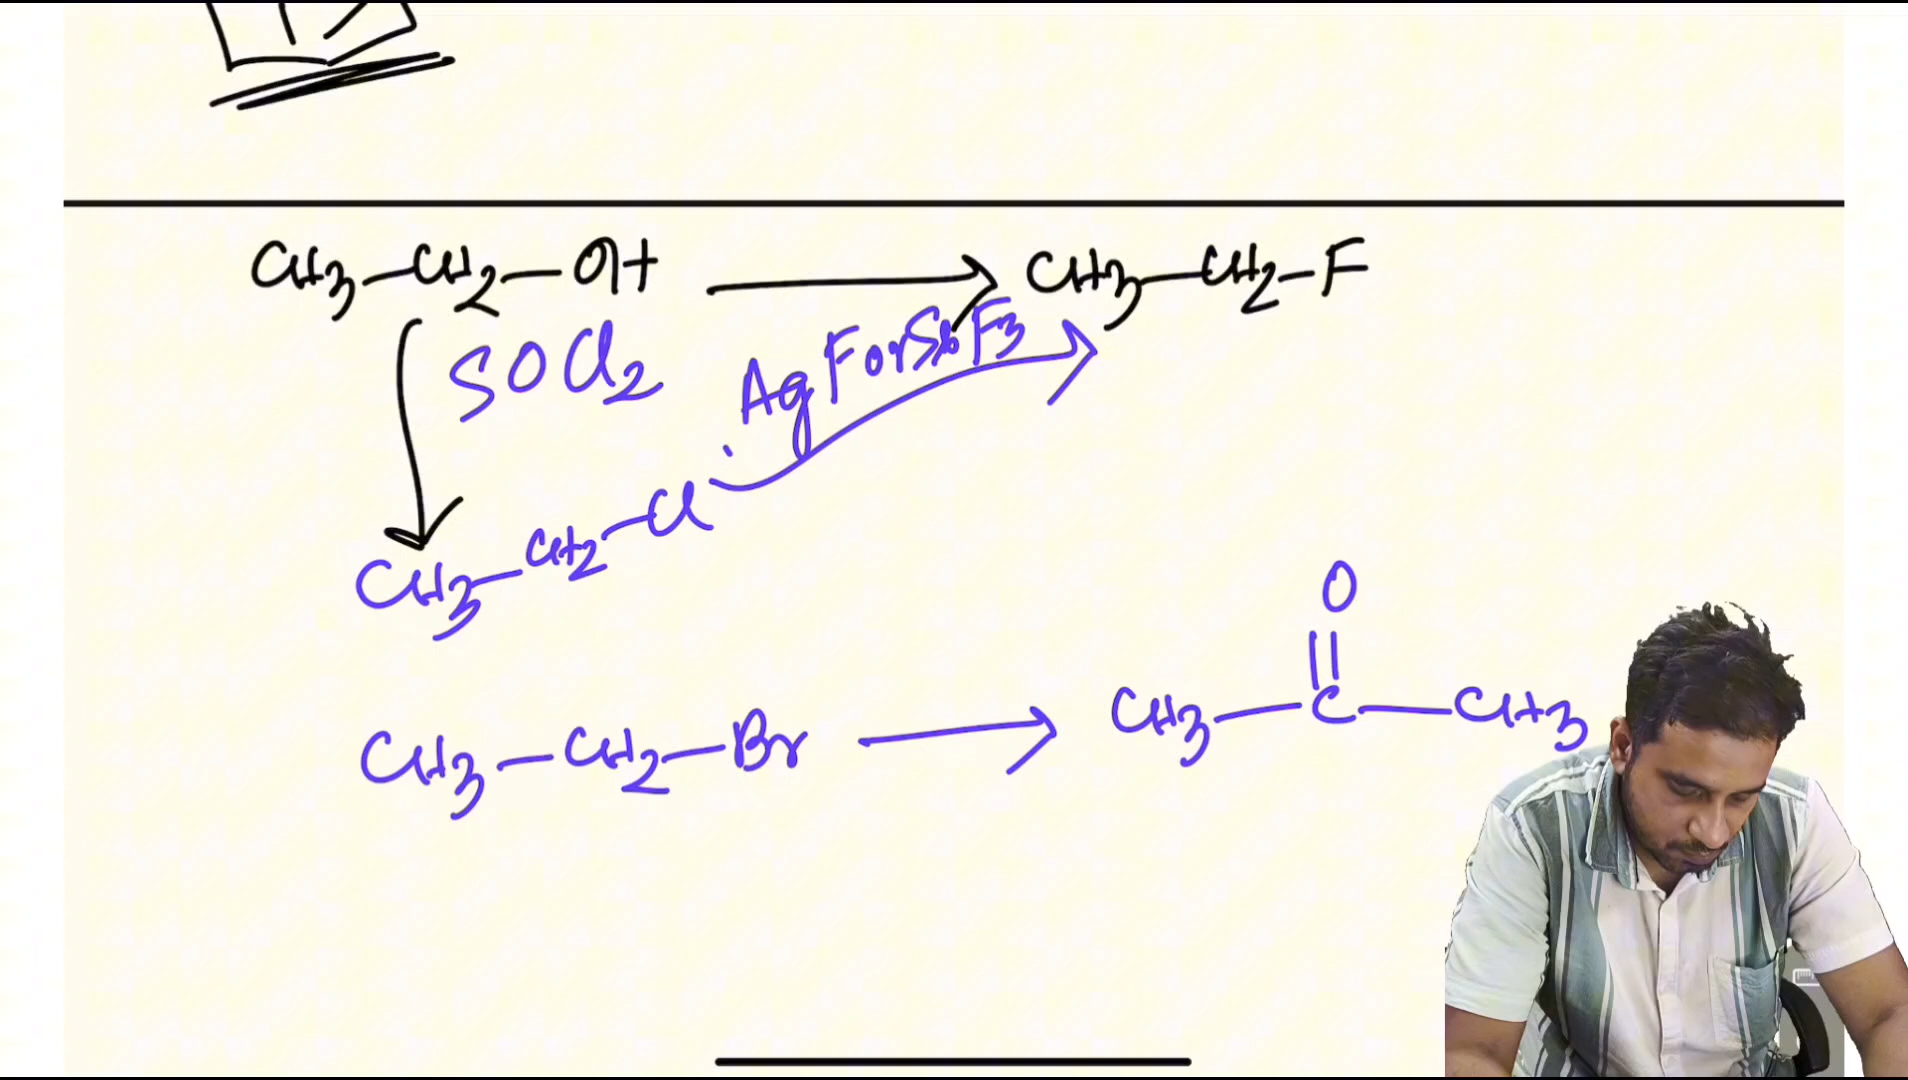 CH3-CH2-OH → CH3-CH2-F
SOCl2
AgF or SbF3
CH3-CH2-Cl
O
||
CH3-CH2-Br → CH3-C-CH3